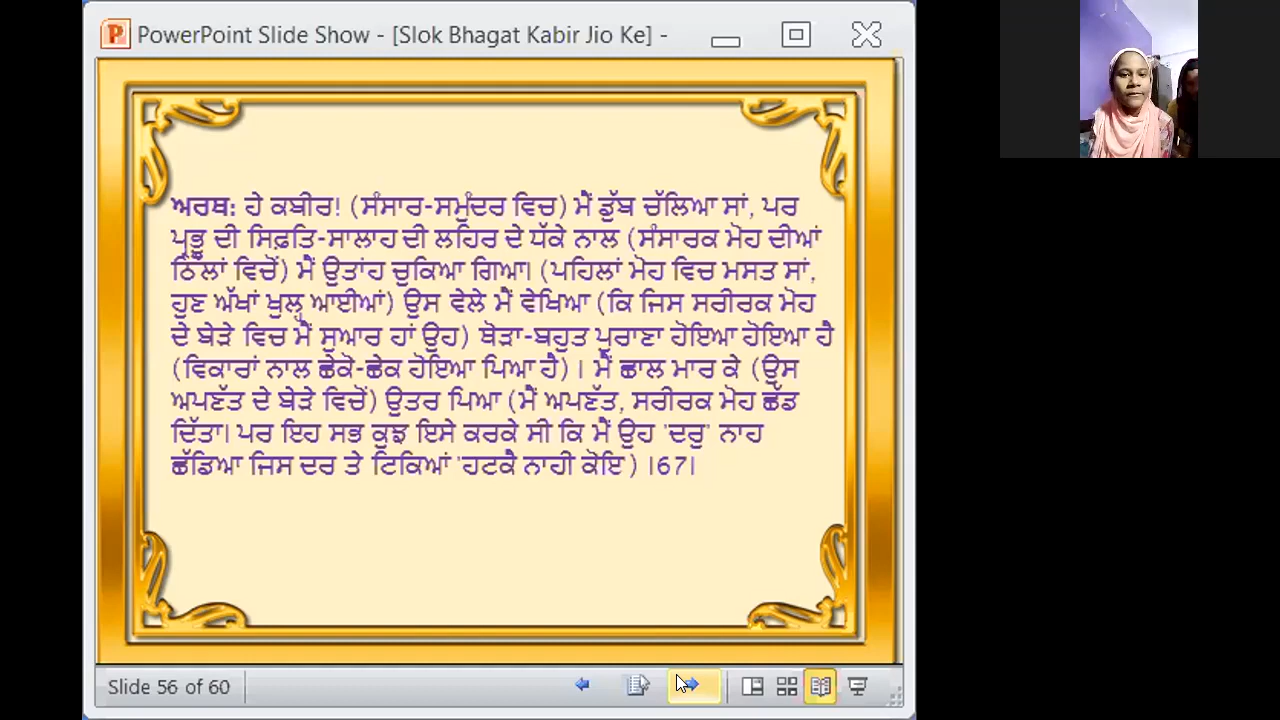 PowerPoint Slide Show - [Slok Bhagat Kabir Jio Ke] -
ਅਰਥ: ਹੇ ਕਬੀਰ! (ਸੰਸਾਰ-ਸਮੁੰਦਰ ਵਿਚ) ਮੈਂ ਡੁੱਬ ਚੱਲਿਆ ਸਾਂ, ਪਰ
ਪ੍ਰਭੂ ਦੀ ਸਿਫ਼ਤਿ-ਸਾਲਾਹ ਦੀ ਲਹਿਰ ਦੇ ਧੱਕੇ ਨਾਲ (ਸੰਸਾਰਕ ਮੋਹ ਦੀਆਂ
ਠਿੱਲਾਂ ਵਿਚੋਂ) ਮੈਂ ਉਤਾਂਹ ਚੁਕਿਆ ਗਿਆ। (ਪਹਿਲਾਂ ਮੋਹ ਵਿਚ ਮਸਤ ਸਾਂ,
ਹੁਣ ਅੱਖਾਂ ਖੁਲ੍ਹ ਆਈਆਂ) ਉਸ ਵੇਲੇ ਮੈਂ ਵੇਖਿਆ (ਕਿ ਜਿਸ ਸਰੀਰਕ ਮੋਹ
ਦੇ ਬੇੜੇ ਵਿਚ ਮੈਂ ਸੁਆਰ ਹਾਂ ਉਹ) ਥੋੜਾ-ਬਹੁਤ ਪੁਰਾਣਾ ਹੋਇਆ ਹੋਇਆ ਹੈ
(ਵਿਕਾਰਾਂ ਨਾਲ ਛੇਕੋ-ਛੇਕ ਹੋਇਆ ਪਿਆ ਹੈ) । ਮੈਂ ਛਾਲ ਮਾਰ ਕੇ (ਉਸ
ਅਪਣੱਤ ਦੇ ਬੇੜੇ ਵਿਚੋਂ) ਉਤਰ ਪਿਆ (ਮੈਂ ਅਪਣੱਤ, ਸਰੀਰਕ ਮੋਹ ਛੱਡ
ਦਿੱਤਾ। ਪਰ ਇਹ ਸਭ ਕੁਝ ਇਸੇ ਕਰਕੇ ਸੀ ਕਿ ਮੈਂ ਉਹ 'ਦਰੁ' ਨਾਹ
ਛੱਡਿਆ ਜਿਸ ਦਰ ਤੇ ਟਿਕਿਆਂ 'ਹਟਕੈ ਨਾਹੀ ਕੋਇ') ।67।
Slide 56 of 60